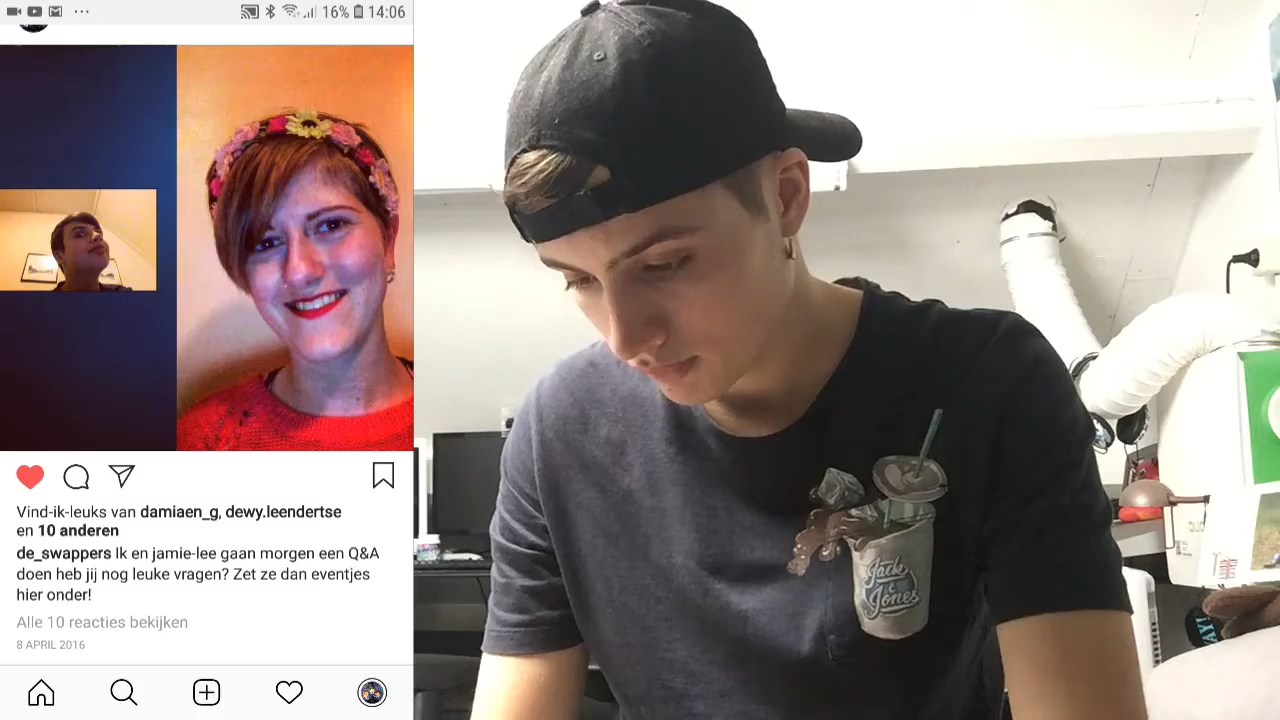 16% 14:06
Vind-ik-leuks van damiaen_g, dewy.leendertse
en 10 anderen
de_swappers Ik en jamie-lee gaan morgen een Q&A
doen heb jij nog leuke vragen? Zet ze dan eventjes
hier onder!
Alle 10 reacties bekijken
8 APRIL 2016
Jack
&
Jones